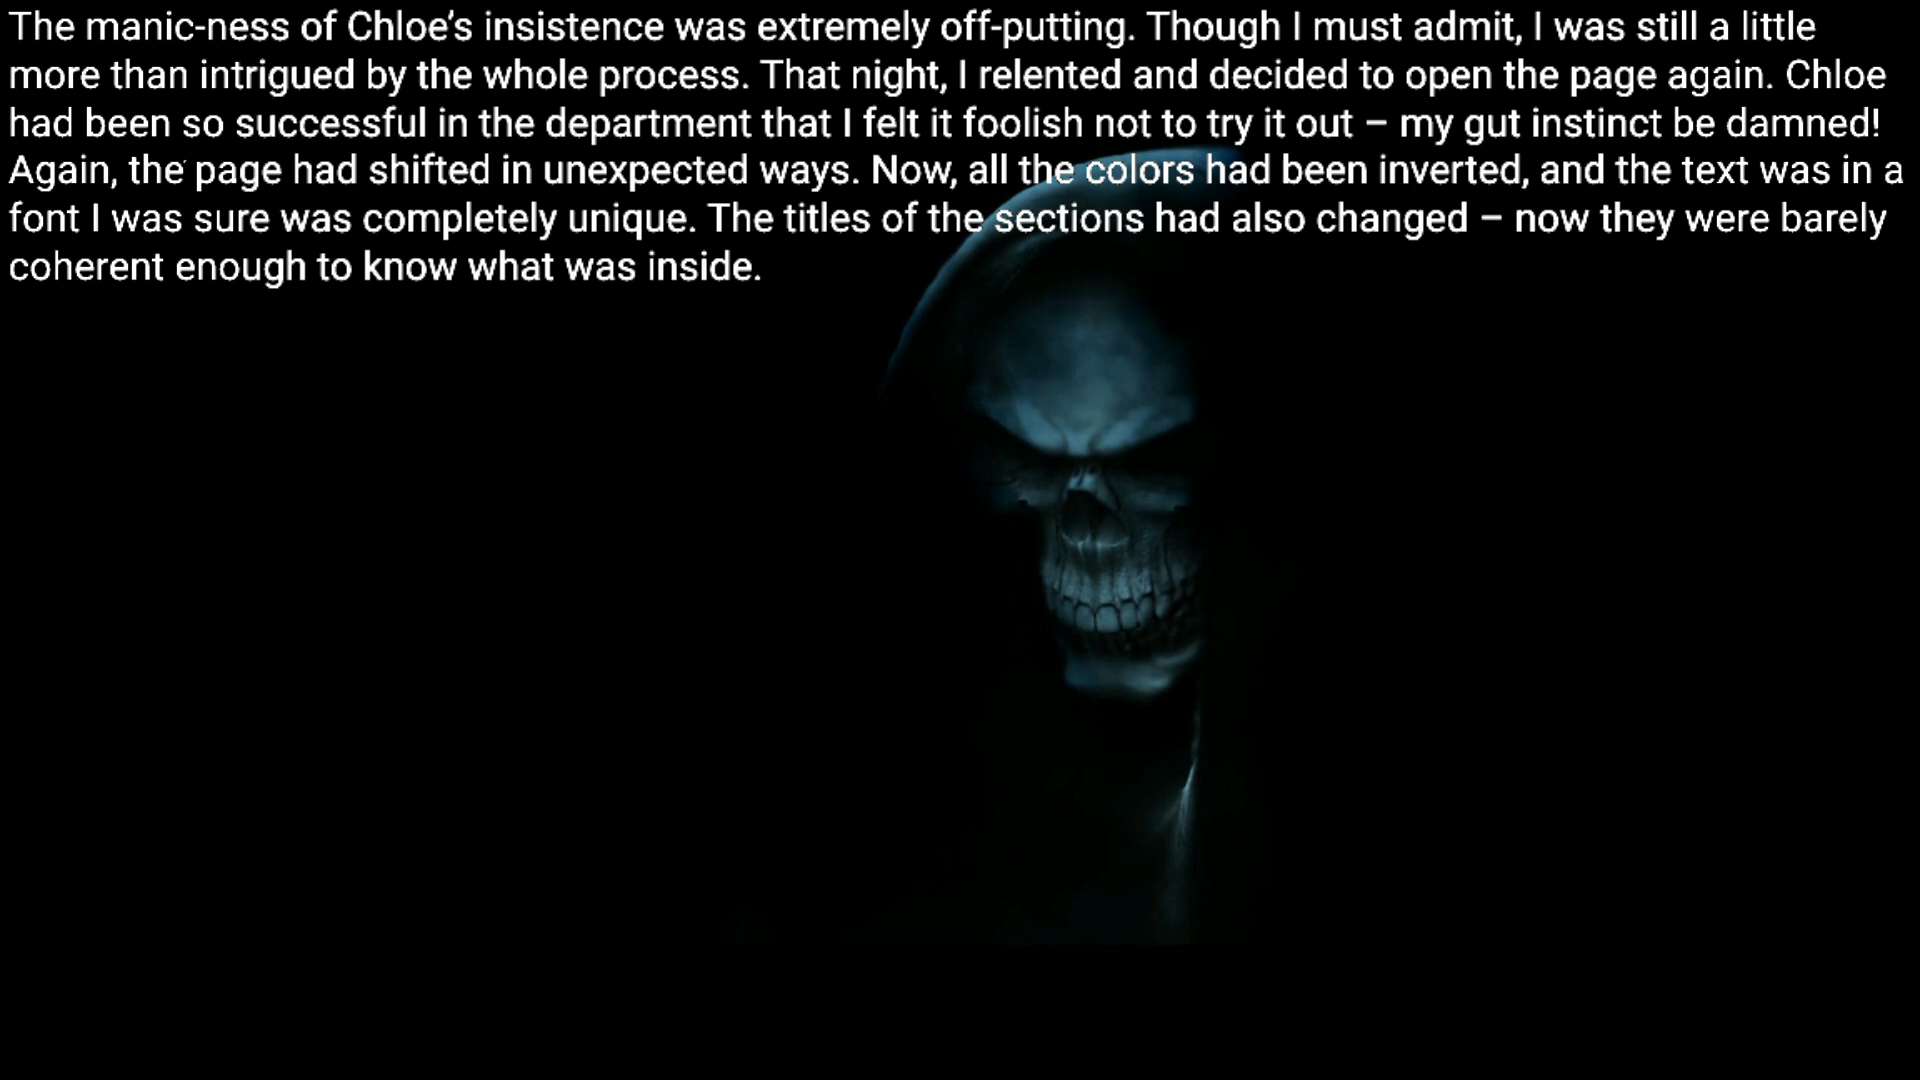 The manic-ness of Chloe’s insistence was extremely off-putting. Though I must admit, I was still a little
more than intrigued by the whole process. That night, I relented and decided to open the page again. Chloe
had been so successful in the department that I felt it foolish not to try it out – my gut instinct be damned!
Again, the page had shifted in unexpected ways. Now, all the colors had been inverted, and the text was in a
font I was sure was completely unique. The titles of the sections had also changed – now they were barely
coherent enough to know what was inside.